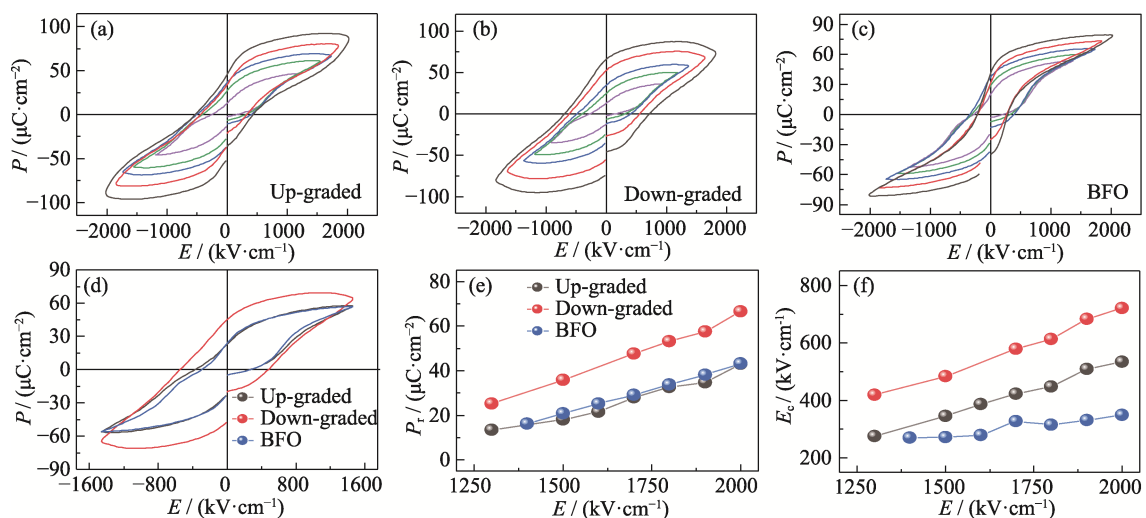 (a)
100
50
0
−50
−100
P / (μC·cm−2)
Up-graded
−2000 −1000 0 1000 2000
E / (kV·cm−1)
(b)
100
50
0
−50
−100
P / (μC·cm−2)
Down-graded
−2000 −1000 0 1000 2000
E / (kV·cm−1)
(c)
90
60
30
0
−30
−60
−90
P / (μC·cm−2)
BFO
−2000 −1000 0 1000 2000
E / (kV·cm−1)
(d)
90
60
30
0
−30
−60
−90
P / (μC·cm−2)
Up-graded
Down-graded
BFO
−1600 −800 0 800 1600
E / (kV·cm−1)
(e)
Up-graded
Down-graded
BFO
80
60
40
20
0
Pr / (μC·cm−2)
1250 1500 1750 2000
E / (kV·cm−1)
(f)
800
600
400
200
Ec / (kV·cm-1)
1250 1500 1750 2000
E / (kV·cm−1)